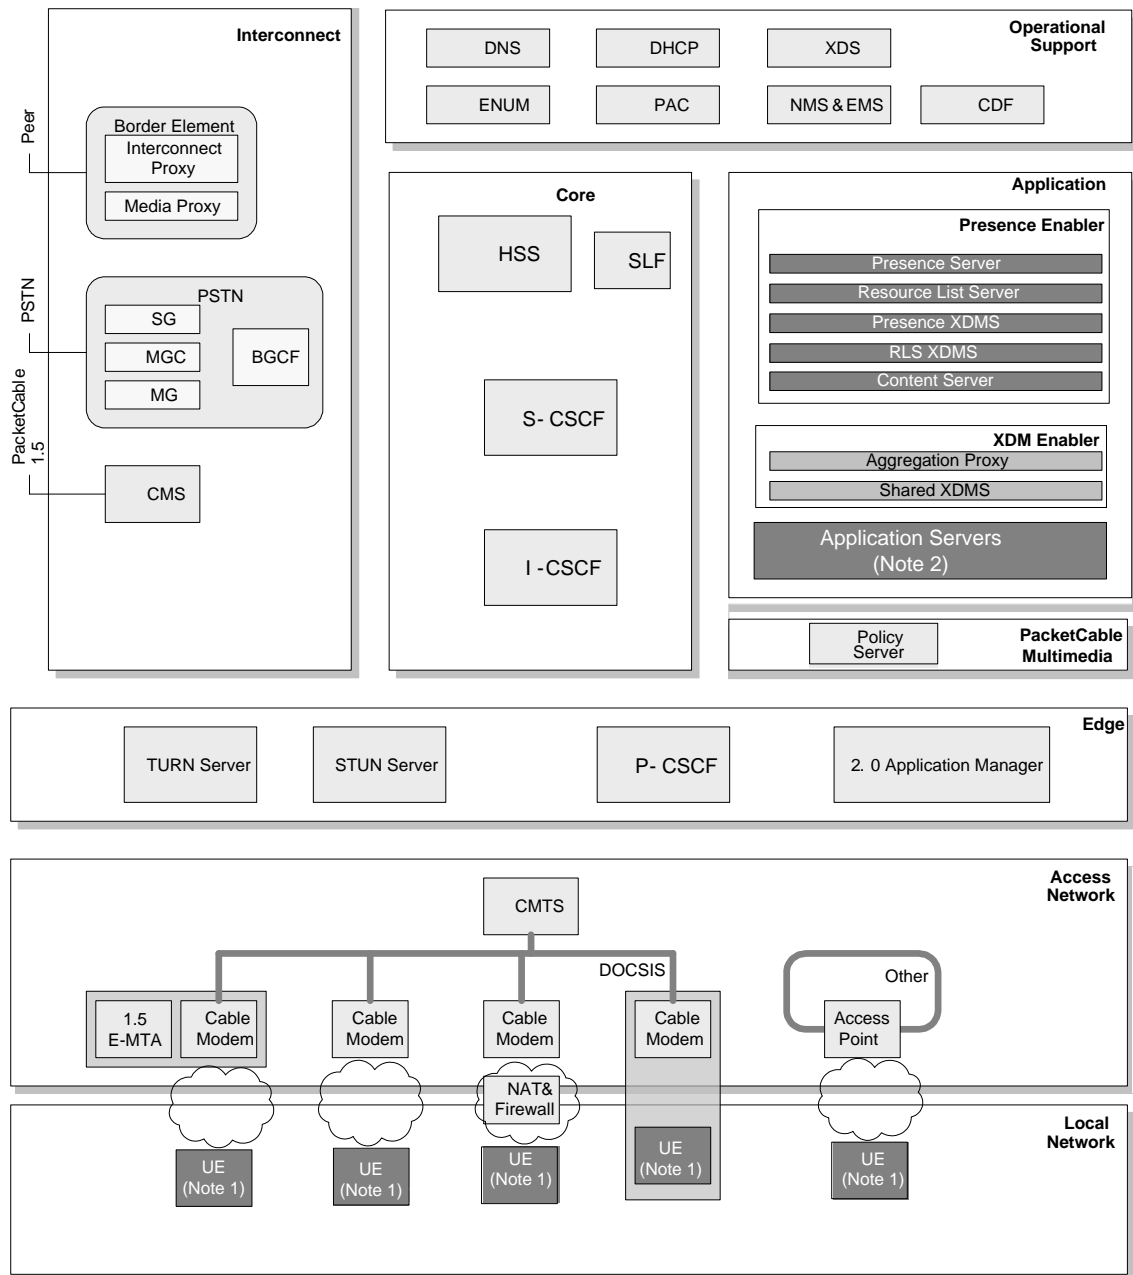 Interconnect
Peer
Border Element
Interconnect
Proxy
Media Proxy
PSTN
PSTN
SG
MGC
MG
BGCF
PacketCable
1.5
CMS
Operational
Support
DNS
DHCP
XDS
ENUM
PAC
NMS & EMS
CDF
Core
HSS
SLF
S- CSCF
I -CSCF
Application
Presence Enabler
Presence Server
Resource List Server
Presence XDMS
RLS XDMS
Content Server
XDM Enabler
Aggregation Proxy
Shared XDMS
Application Servers
(Note 2)
Policy
Server
PacketCable
Multimedia
Edge
TURN Server
STUN Server
P- CSCF
2. 0 Application Manager
Access
Network
CMTS
DOCSIS
Other
1.5
E-MTA
Cable
Modem
Cable
Modem
Cable
Modem
Cable
Modem
Access
Point
NAT&
Firewall
Local
Network
UE
(Note 1)
UE
(Note 1)
UE
(Note 1)
UE
(Note 1)
UE
(Note 1)